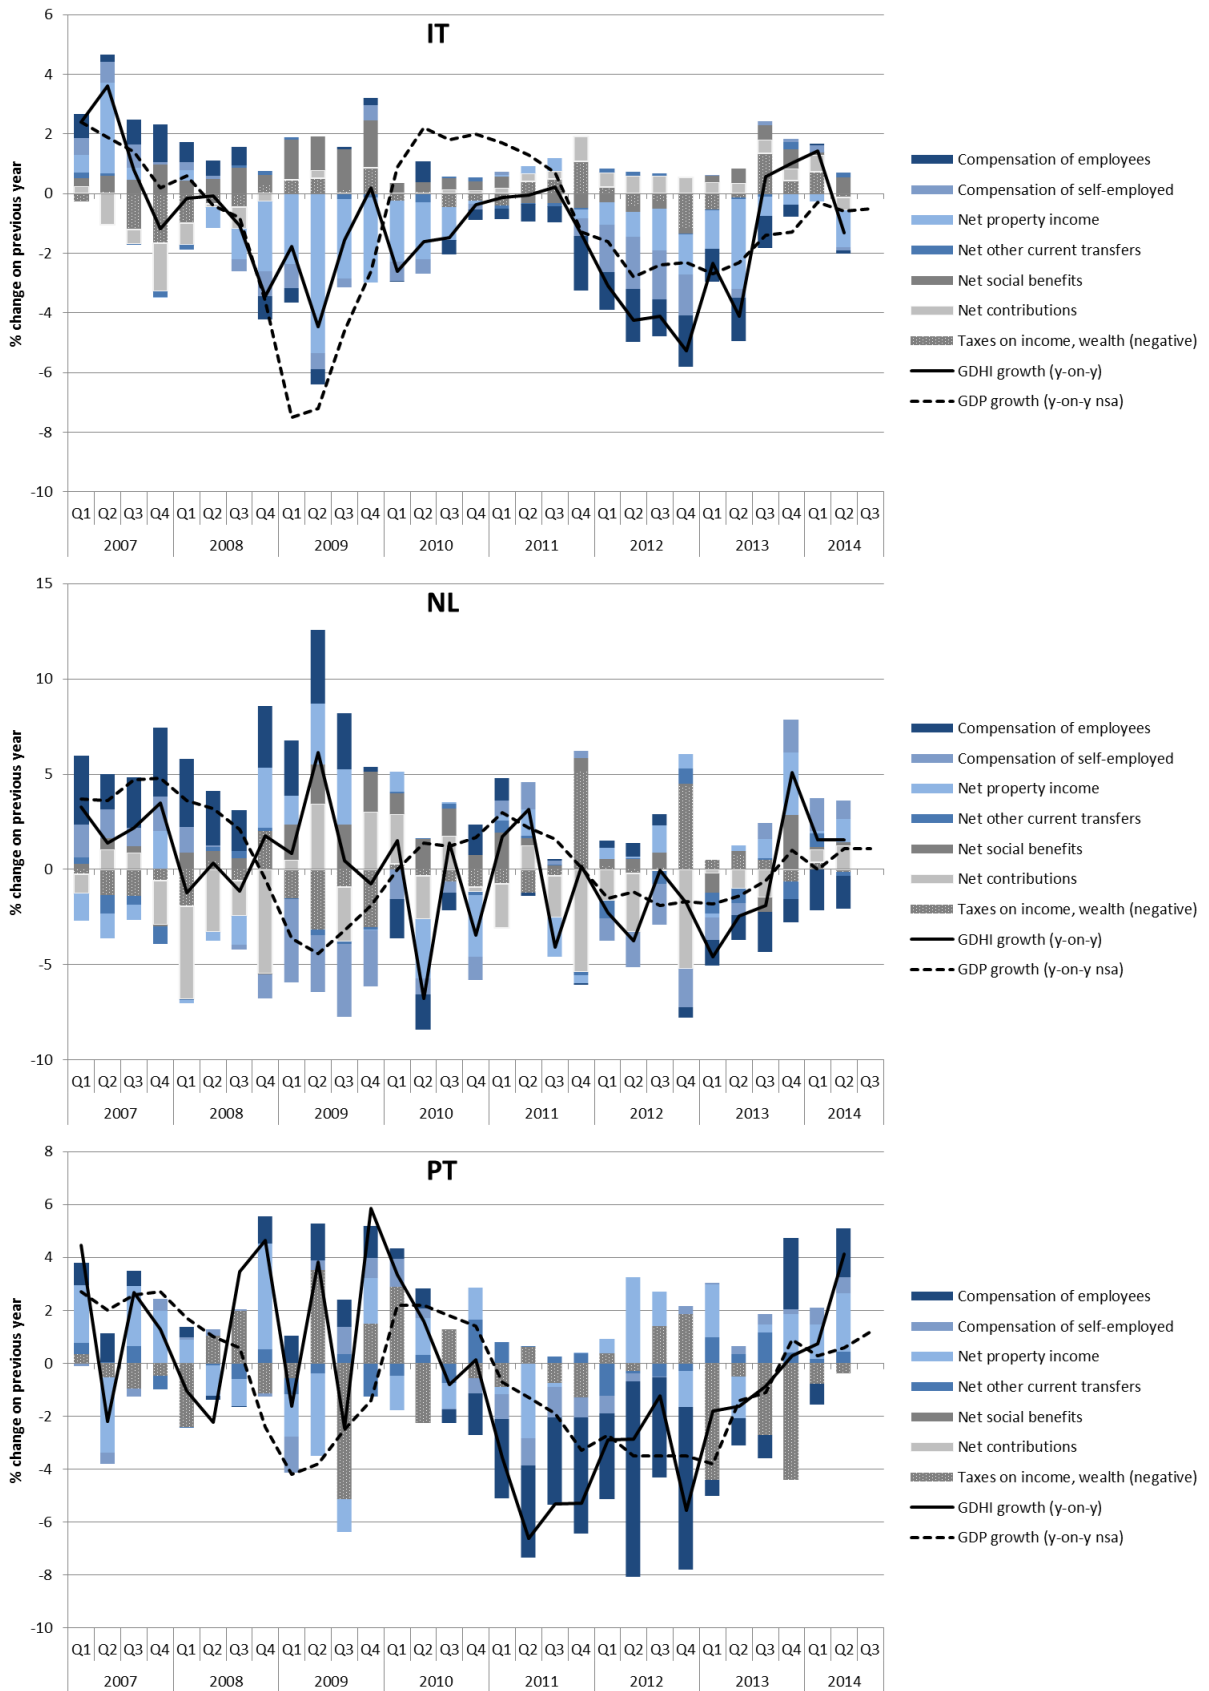 IT
% change on previous year
6
4
2
0
-2
-4
-6
-8
-10
Q1 Q2 Q3 Q4 Q1 Q2 Q3 Q4 Q1 Q2 Q3 Q4 Q1 Q2 Q3 Q4 Q1 Q2 Q3 Q4 Q1 Q2 Q3 Q4 Q1 Q2 Q3 Q4 Q1 Q2 Q3
2007 2008 2009 2010 2011 2012 2013 2014
Compensation of employees
Compensation of self-employed
Net property income
Net other current transfers
Net social benefits
Net contributions
Taxes on income, wealth (negative)
GDHI growth (y-on-y)
GDP growth (y-on-y nsa)
NL
% change on previous year
15
10
5
0
-5
-10
Q1 Q2 Q3 Q4 Q1 Q2 Q3 Q4 Q1 Q2 Q3 Q4 Q1 Q2 Q3 Q4 Q1 Q2 Q3 Q4 Q1 Q2 Q3 Q4 Q1 Q2 Q3 Q4 Q1 Q2 Q3
2007 2008 2009 2010 2011 2012 2013 2014
Compensation of employees
Compensation of self-employed
Net property income
Net other current transfers
Net social benefits
Net contributions
Taxes on income, wealth (negative)
GDHI growth (y-on-y)
GDP growth (y-on-y nsa)
PT
% change on previous year
8
6
4
2
0
-2
-4
-6
-8
-10
Q1 Q2 Q3 Q4 Q1 Q2 Q3 Q4 Q1 Q2 Q3 Q4 Q1 Q2 Q3 Q4 Q1 Q2 Q3 Q4 Q1 Q2 Q3 Q4 Q1 Q2 Q3 Q4 Q1 Q2 Q3
2007 2008 2009 2010 2011 2012 2013 2014
Compensation of employees
Compensation of self-employed
Net property income
Net other current transfers
Net social benefits
Net contributions
Taxes on income, wealth (negative)
GDHI growth (y-on-y)
GDP growth (y-on-y nsa)